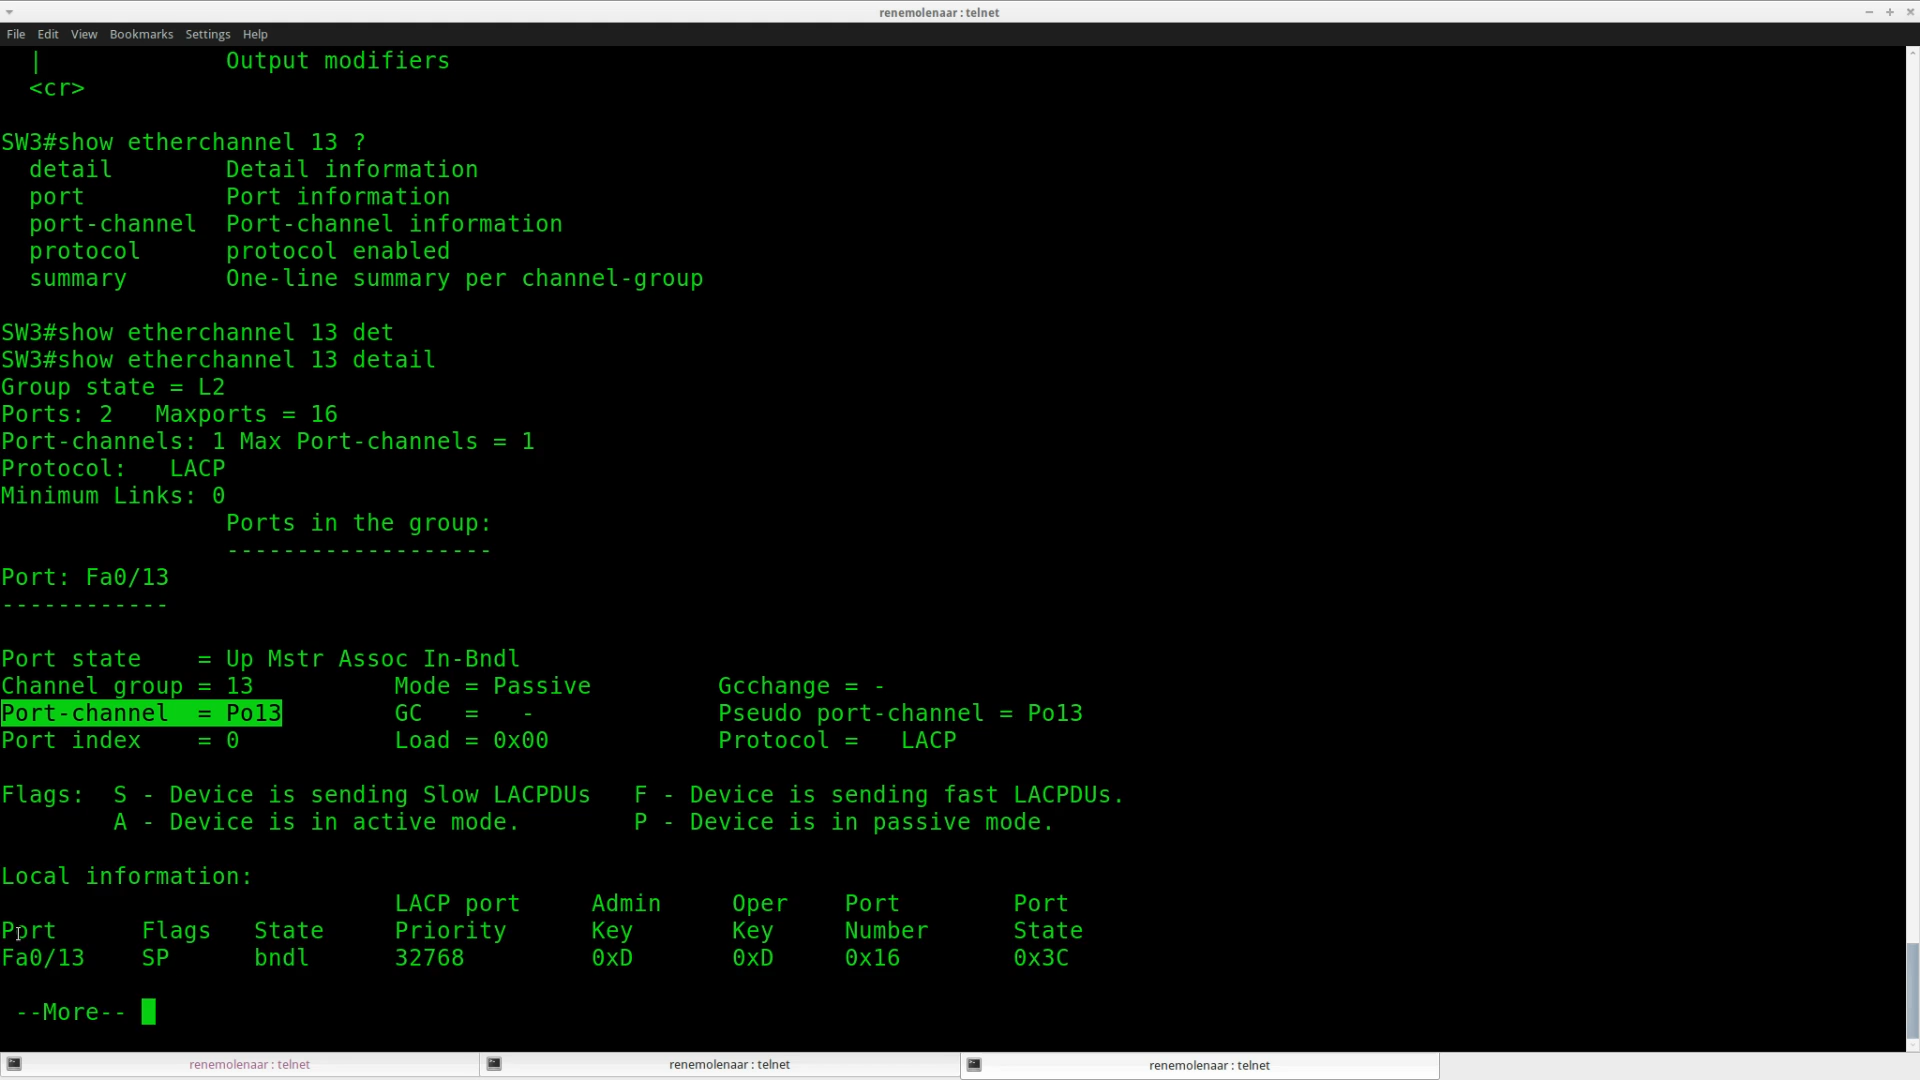 renemolenaar : telnet
File Edit View Bookmarks Settings Help
  |             Output modifiers
  <cr>

SW3#show etherchannel 13 ?
  detail        Detail information
  port          Port information
  port-channel  Port-channel information
  protocol      protocol enabled
  summary       One-line summary per channel-group

SW3#show etherchannel 13 det
SW3#show etherchannel 13 detail
Group state = L2
Ports: 2   Maxports = 16
Port-channels: 1 Max Port-channels = 1
Protocol:   LACP
Minimum Links: 0
                Ports in the group:
                -------------------
Port: Fa0/13
------------

Port state    = Up Mstr Assoc In-Bndl
Channel group = 13          Mode = Passive         Gcchange = -
Port-channel  = Po13        GC   =   -             Pseudo port-channel = Po13
Port index    = 0           Load = 0x00            Protocol =   LACP

Flags:  S - Device is sending Slow LACPDUs   F - Device is sending fast LACPDUs.
        A - Device is in active mode.        P - Device is in passive mode.

Local information:
                            LACP port     Admin     Oper    Port        Port
Port      Flags   State     Priority      Key       Key     Number      State
Fa0/13    SP      bndl      32768         0xD       0xD     0x16        0x3C

 --More--
renemolenaar : telnet renemolenaar : telnet renemolenaar : telnet